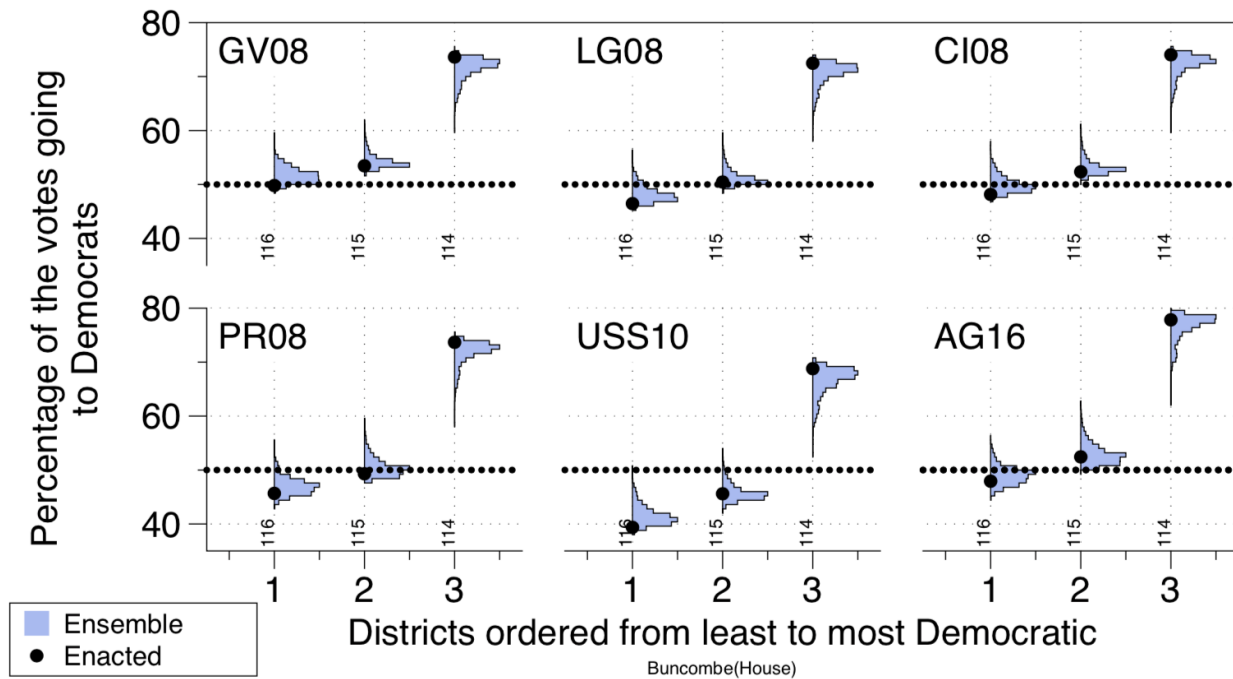 Percentage of the votes going
to Democrats
80
60
40
GV08
116
115
114
LG08
116
115
114
CI08
116
115
114
80
60
40
PR08
116
115
114
USS10
116
115
114
AG16
116
115
114
1 2 3
1 2 3
1 2 3
Districts ordered from least to most Democratic
Buncombe(House)
Ensemble
Enacted